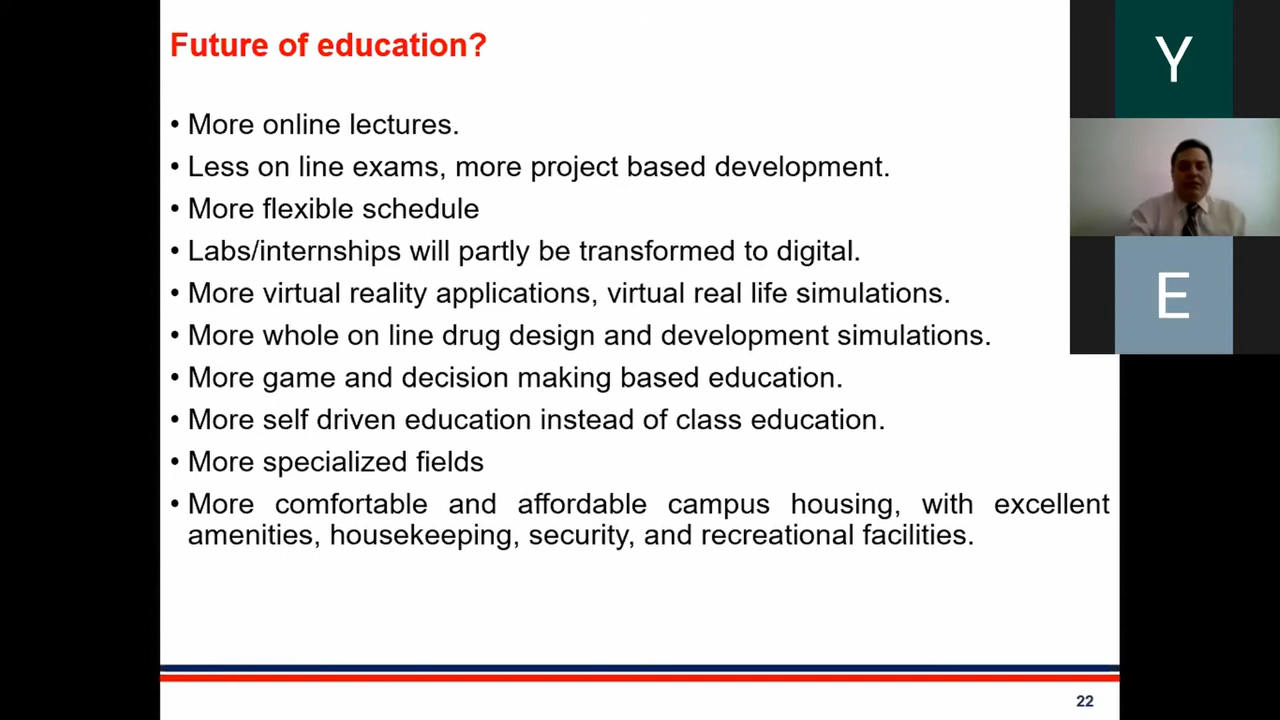 Future of education?
• More online lectures.
• Less on line exams, more project based development.
• More flexible schedule
• Labs/internships will partly be transformed to digital.
• More virtual reality applications, virtual real life simulations.
• More whole on line drug design and development simulations.
• More game and decision making based education.
• More self driven education instead of class education.
• More specialized fields
• More comfortable and affordable campus housing, with excellent
amenities, housekeeping, security, and recreational facilities.
22
Y
E